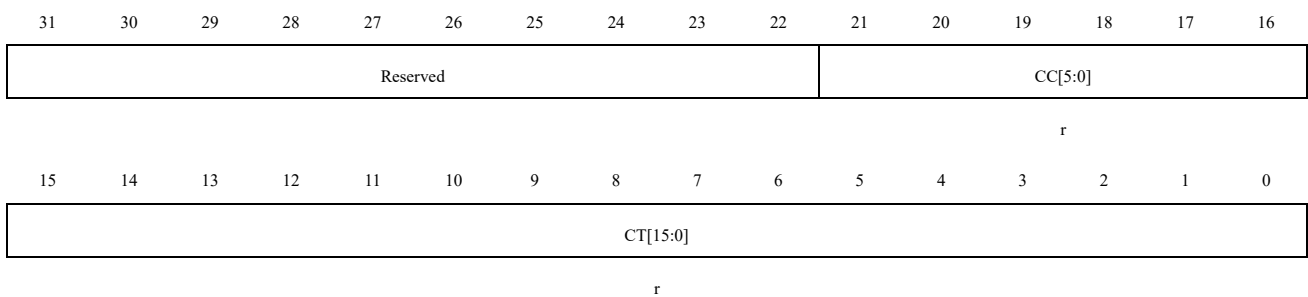 31 30 29 28 27 26 25 24 23 22 21 20 19 18 17 16
Reserved CC[5:0]
r
15 14 13 12 11 10 9 8 7 6 5 4 3 2 1 0
CT[15:0]
r